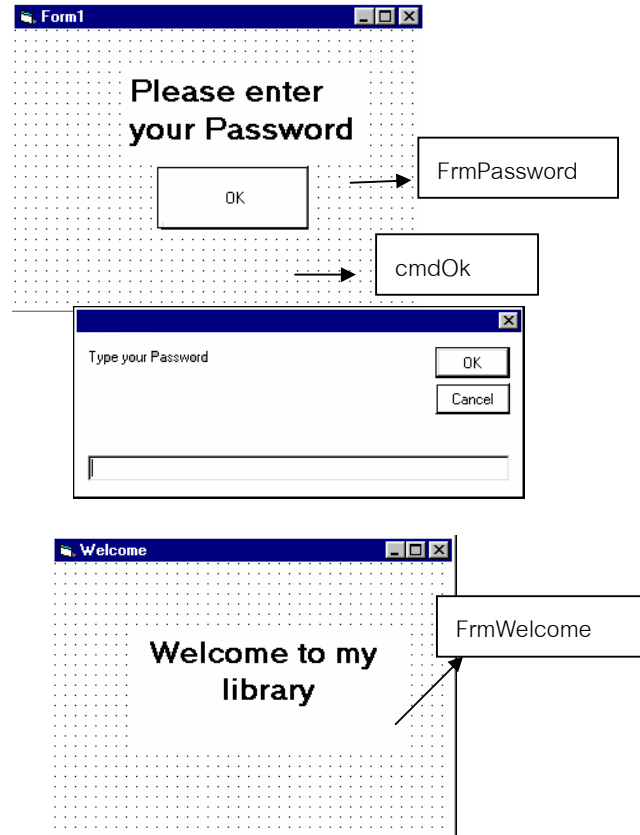 Form1
Please enter
your Password
OK
FrmPassword
cmdOk
Type your Password
OK
Cancel
Welcome
Welcome to my
library
FrmWelcome